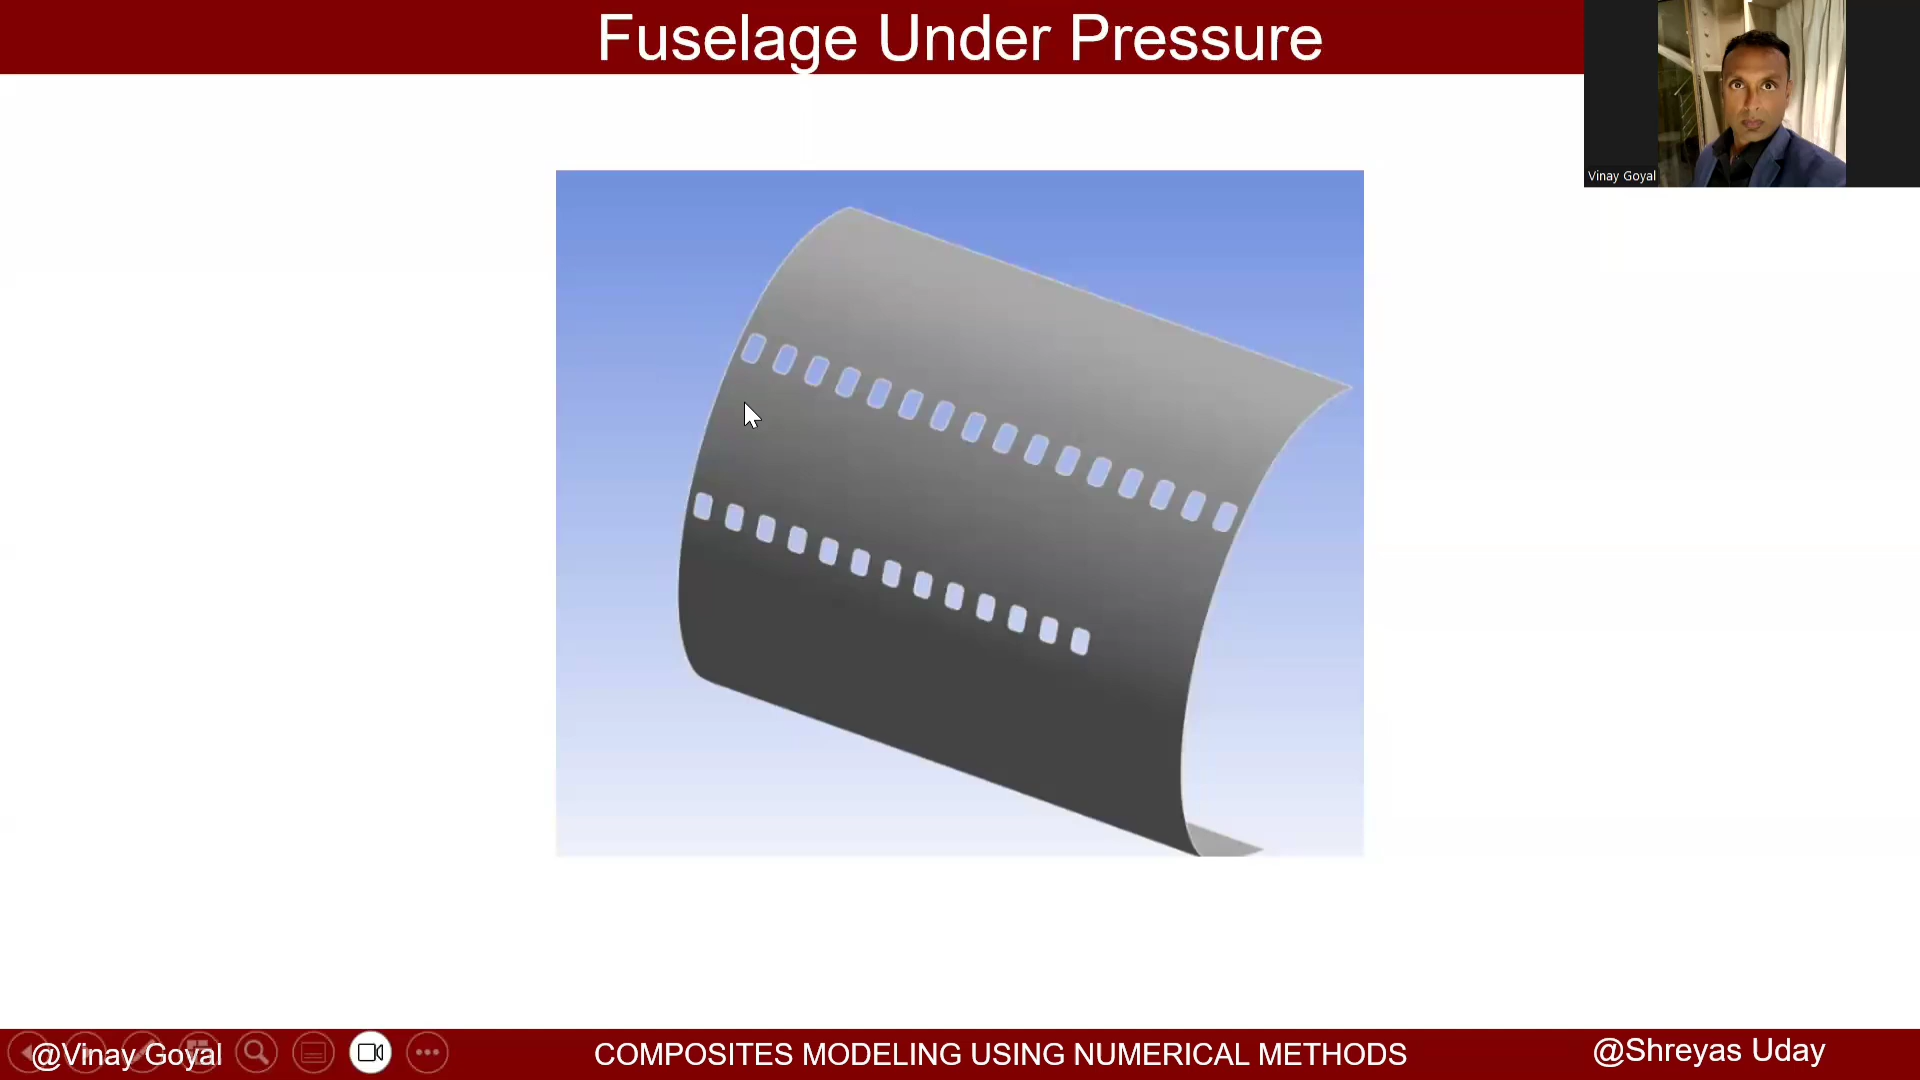 Fuselage Under Pressure
Vinay Goyal
@Vinay Goyal
COMPOSITES MODELING USING NUMERICAL METHODS
@Shreyas Uday